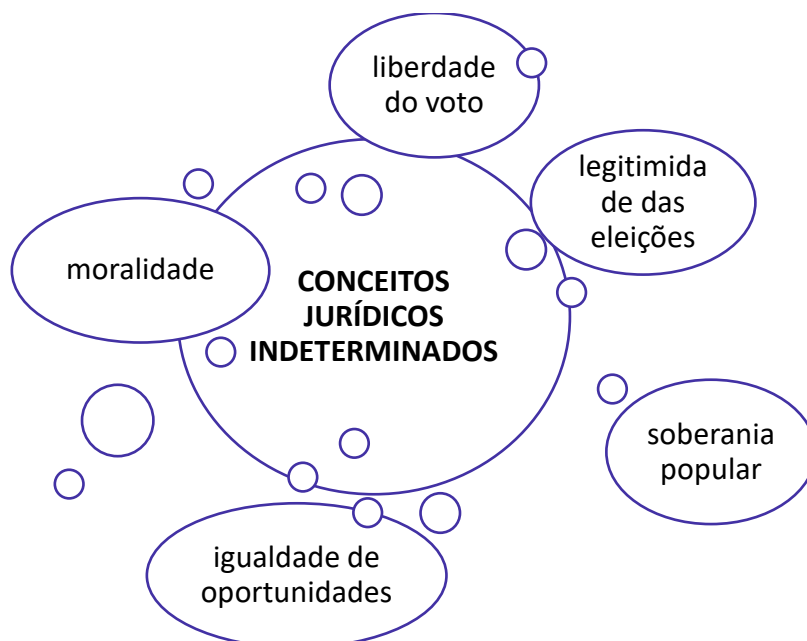 liberdade
do voto
legitimida
de das
eleições
moralidade
CONCEITOS
JURÍDICOS
INDETERMINADOS
soberania
popular
igualdade de
oportunidades